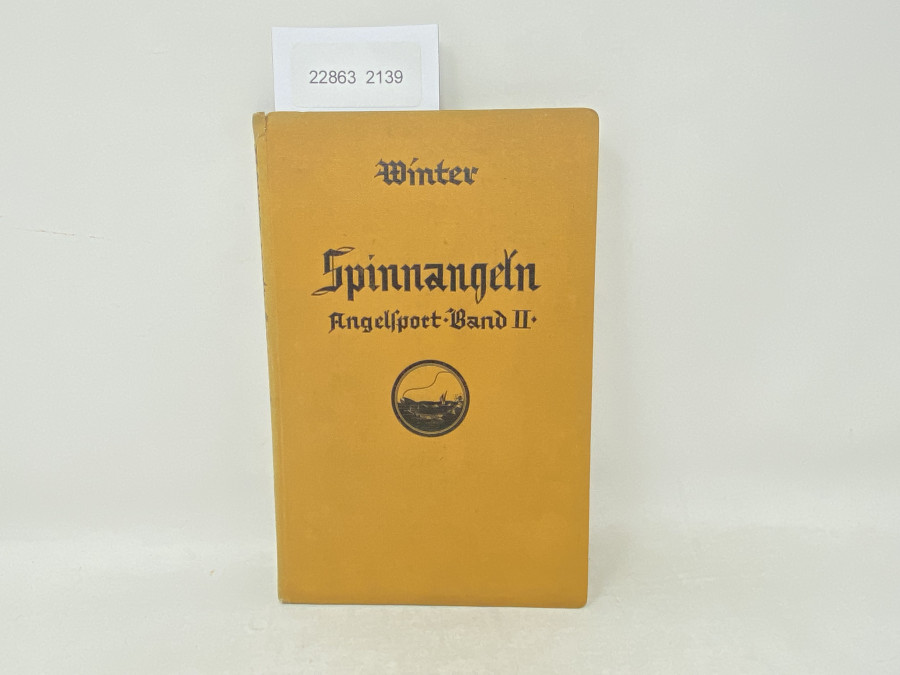 22863 2139
Winter
Spinnangeln
Angelſport·Band II·